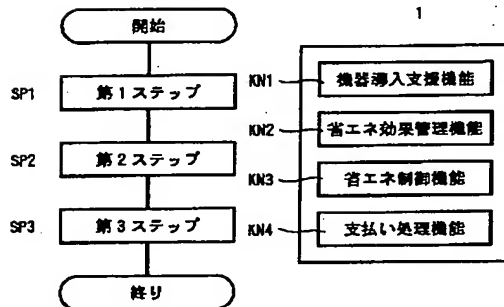 開始
SP1 第1ステップ
SP2 第2ステップ
SP3 第3ステップ
終り
1
KN1 機器導入支援機能
KN2 省エネ効果管理機能
KN3 省エネ制御機能
KN4 支払い処理機能